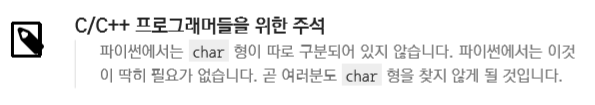 C/C++ 프로그래머들을 위한 주석
파이썬에서는 char 형이 따로 구분되어 있지 않습니다. 파이썬에서는 이것
이 딱히 필요가 없습니다. 곧 여러분도 char 형을 찾지 않게 될 것입니다.